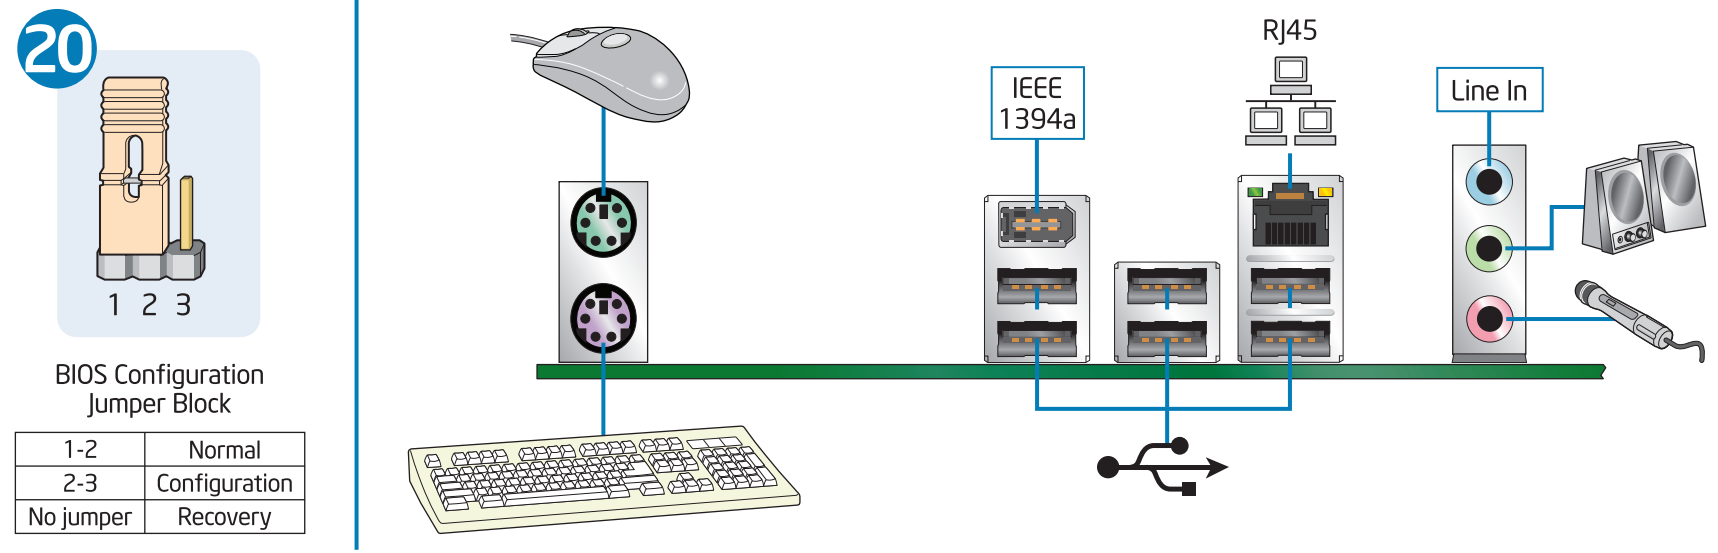 20
1 2 3
BIOS Configuration
Jumper Block
1-2 Normal
2-3 Configuration
No jumper Recovery
IEEE
1394a
RJ45
Line In